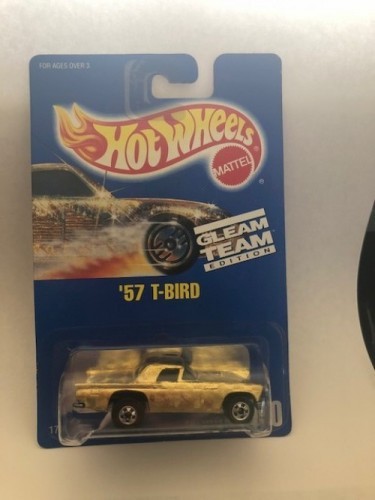 FOR AGES OVER 3
HOT WHEELS
®
MATTEL
®
GLEAM
TEAM
EDITION
'57 T-BIRD